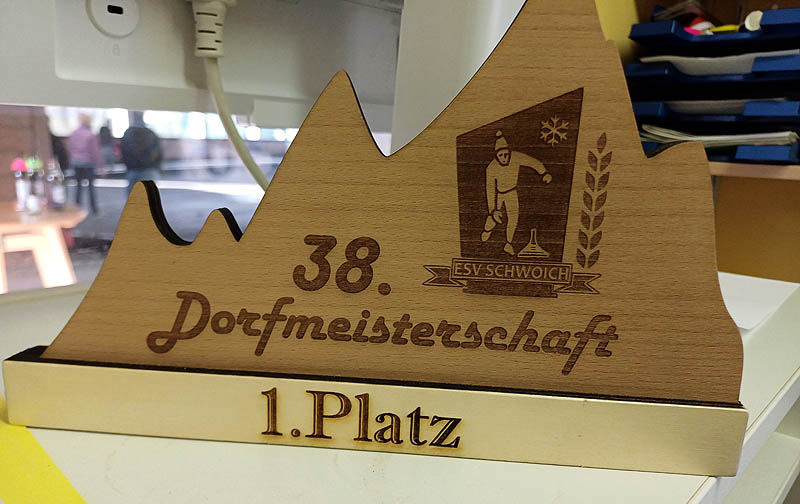 ESV SCHWOICH
38.
Dorfmeisterschaft
1.Platz